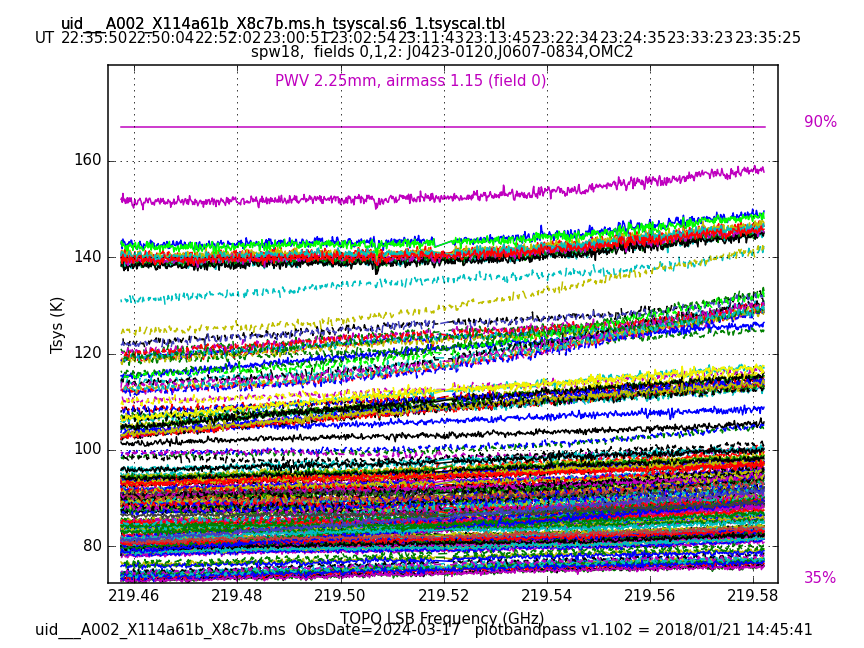 uid___A002_X114a61b_X8c7b.ms.h_tsyscal.s6_1.tsyscal.tbl
UT 22:35:50 22:50:04 22:52:02 23:00:51 23:02:54 23:11:43 23:13:45 23:22:34 23:24:35 23:33:23 23:35:25
spw18, fields 0,1,2: J0423-0120,J0607-0834,OMC2
PWV 2.25mm, airmass 1.15 (field 0)
90%
160
140
120
100
80
Tsys (K)
35%
219.46 219.48 219.50 219.52 219.54 219.56 219.58
TOPO LSB Frequency (GHz)
uid___A002_X114a61b_X8c7b.ms ObsDate=2024-03-17 plotbandpass v1.102 = 2018/01/21 14:45:41